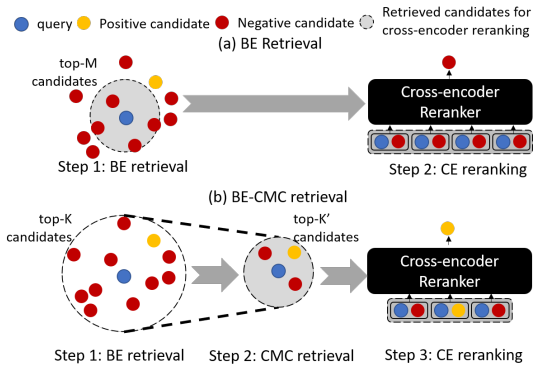 query
Positive candidate
Negative candidate
Retrieved candidates for
cross-encoder reranking
(a) BE Retrieval
top-M
candidates
Cross-encoder
Reranker
Step 1: BE retrieval
Step 2: CE reranking
(b) BE-CMC retrieval
top-K
candidates
top-K’
candidates
Cross-encoder
Reranker
Step 1: BE retrieval
Step 2: CMC retrieval
Step 3: CE reranking